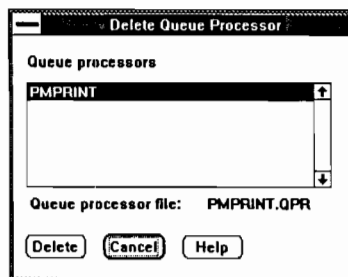 Delete Queue Processor
Queue processors
PMPRINT
Queue processor file: PMPRINT.QPR
Delete Cancel Help